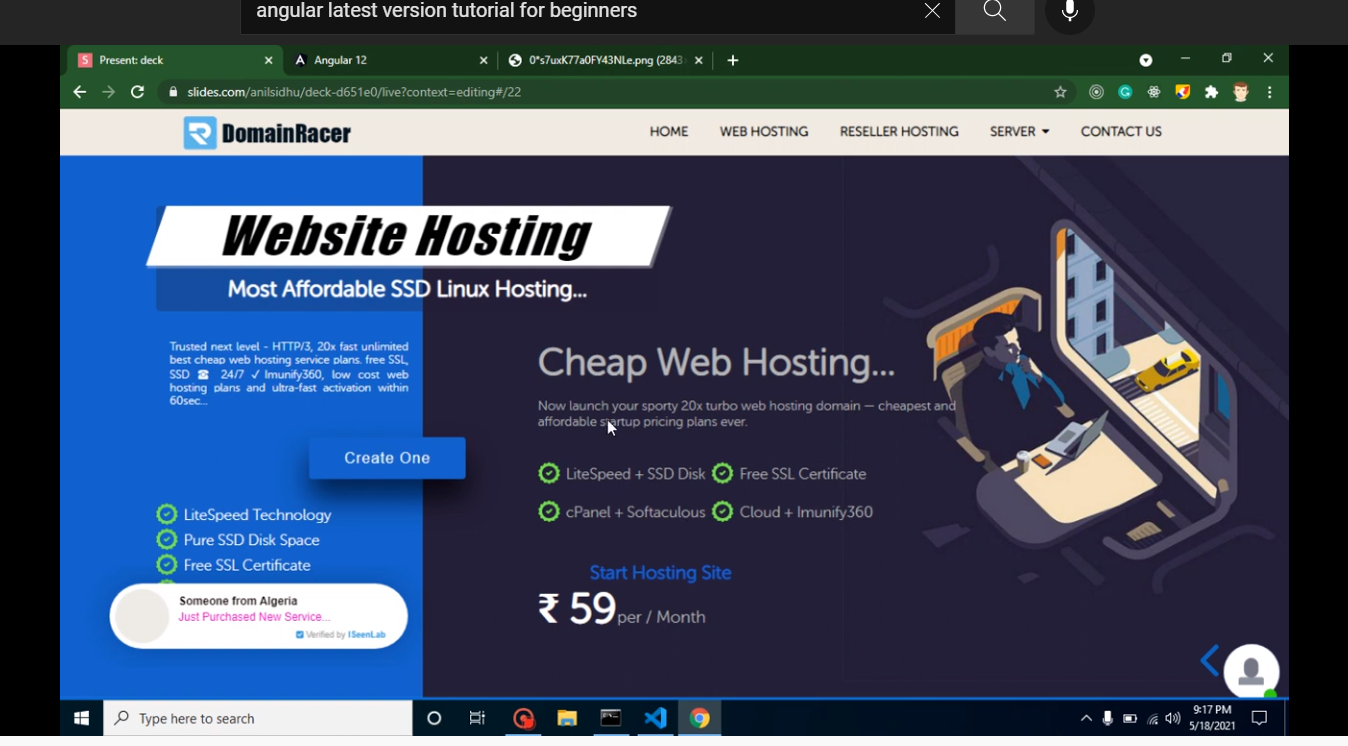 angular latest version tutorial for beginners
Present: deck
Angular 12
0*s7uxK77a0FY43NLe.png (2843
slides.com/anilsidhu/deck-d651e0/live?context=editing#/22
DomainRacer
HOME
WEB HOSTING
RESELLER HOSTING
SERVER
CONTACT US
Website Hosting
Most Affordable SSD Linux Hosting...
Trusted next level - HTTP/3, 20x fast unlimited
best cheap web hosting service plans. free SSL,
SSD ☎ 24/7 ✓ Imunify360, low cost web
hosting plans and ultra-fast activation within
60sec...
Create One
LiteSpeed Technology
Pure SSD Disk Space
Free SSL Certificate
Someone from Algeria
Just Purchased New Service...
Verified by ISeenLab
Cheap Web Hosting...
Now launch your sporty 20x turbo web hosting domain — cheapest and
affordable startup pricing plans ever.
LiteSpeed + SSD Disk
Free SSL Certificate
cPanel + Softaculous
Cloud + Imunify360
Start Hosting Site
₹ 59 per / Month
Type here to search
9:17 PM
5/18/2021